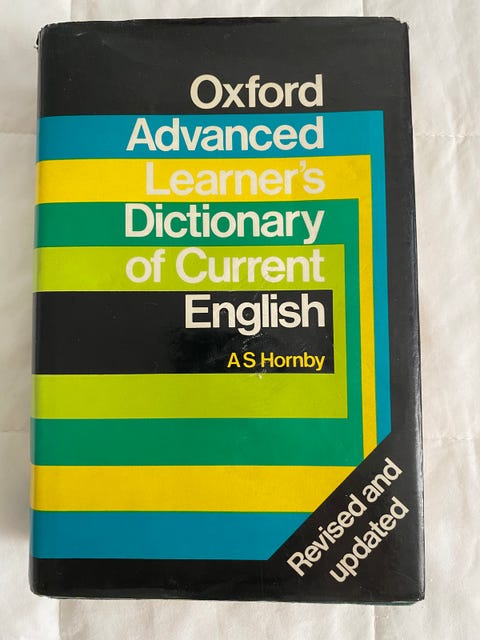 Oxford
Advanced
Learner's
Dictionary
of Current
English
A S Hornby
Revised and
updated